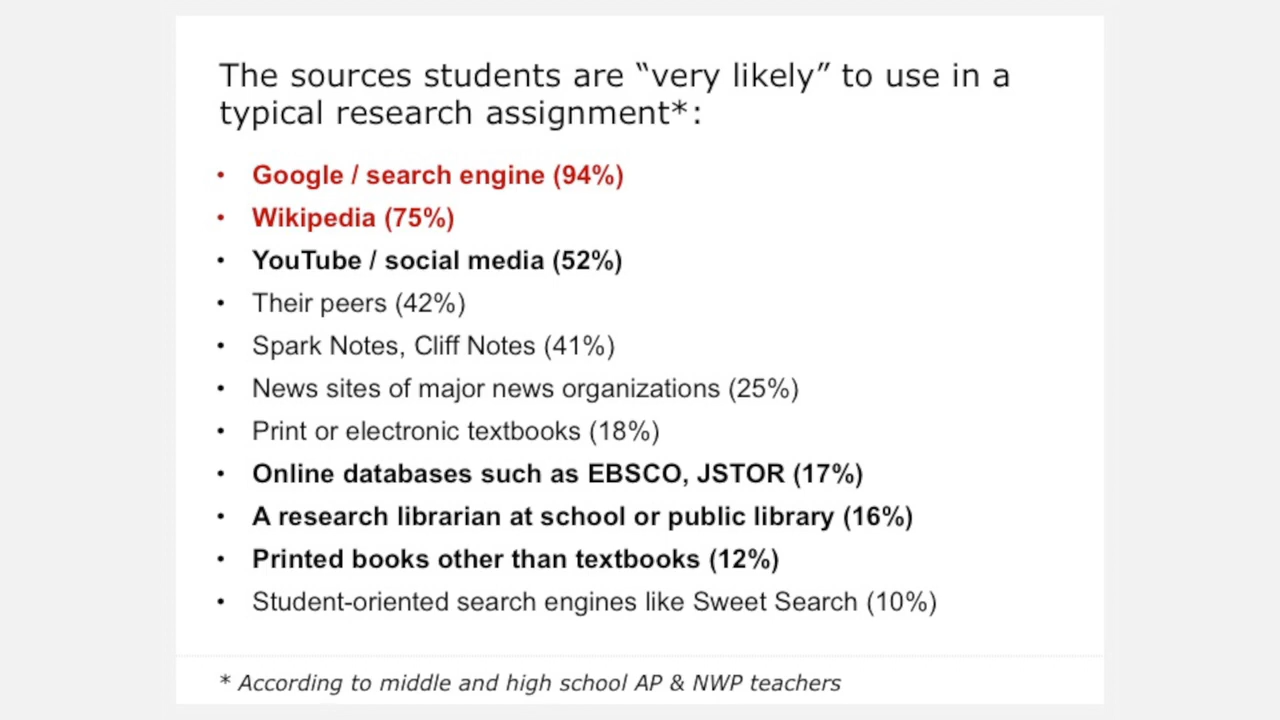 The sources students are “very likely” to use in a
typical research assignment*:
• Google / search engine (94%)
• Wikipedia (75%)
• YouTube / social media (52%)
• Their peers (42%)
• Spark Notes, Cliff Notes (41%)
• News sites of major news organizations (25%)
• Print or electronic textbooks (18%)
• Online databases such as EBSCO, JSTOR (17%)
• A research librarian at school or public library (16%)
• Printed books other than textbooks (12%)
• Student-oriented search engines like Sweet Search (10%)
* According to middle and high school AP & NWP teachers